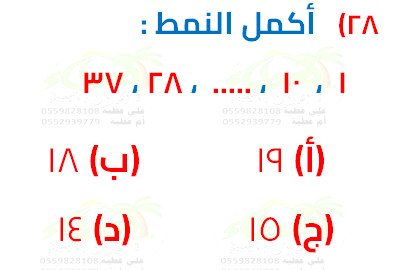 ٢٨) أكمل النمط :
١ ، ١٠ ، ..... ، ٢٨ ، ٣٧
(أ) ١٩ (ب) ١٨
(ج) ١٥ (د) ١٤
علي عطيه 0559828108
أم عطيه 0552939779
علي عطيه 0559828108
أم عطيه 0552939779
علي عطيه 0559828108
علي عطيه 0559828108